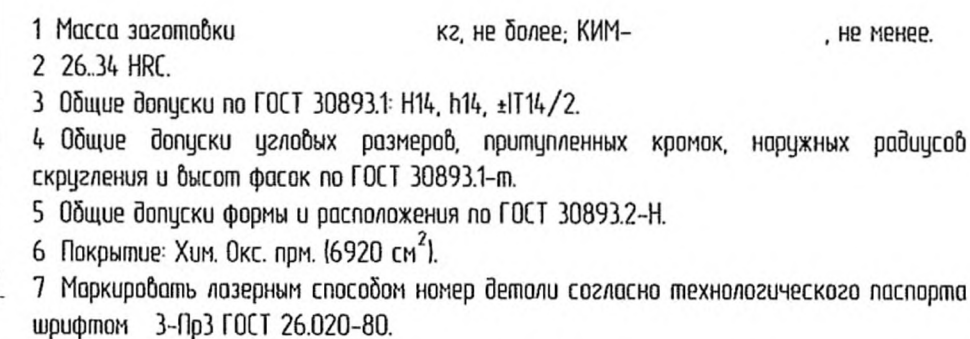 1 Масса заготовки кг, не более; КИМ- , не менее.
2 26..34 HRC.
3 Общие допуски по ГОСТ 30893.1: H14, h14, ±IT14/2.
4 Общие допуски угловых размеров, притупленных кромок, наружных радиусов
скругления и высот фасок по ГОСТ 30893.1-m.
5 Общие допуски формы и расположения по ГОСТ 30893.2-H.
6 Покрытие: Хим. Окс. прм. (6920 см²).
7 Маркировать лазерным способом номер детали согласно технологического паспорта
шрифтом 3-Пр3 ГОСТ 26.020-80.